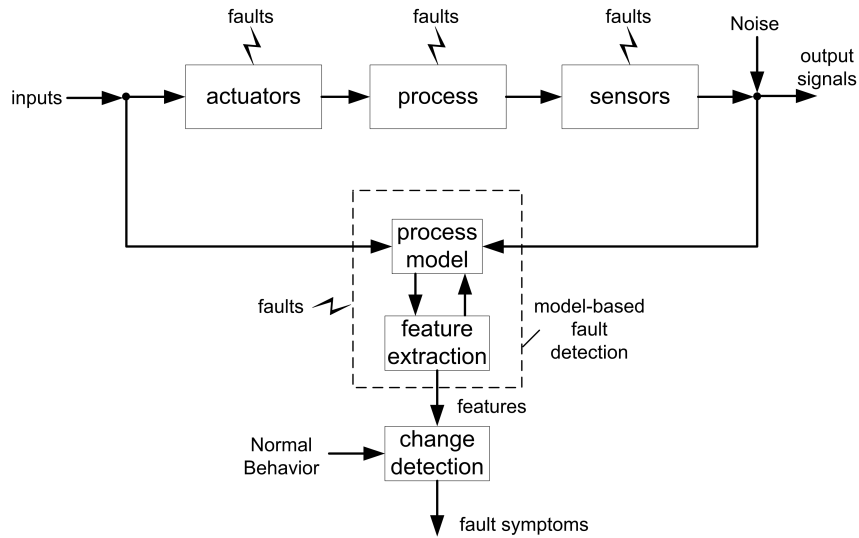 faults
faults
faults
Noise
output
signals
inputs
actuators
process
sensors
process
model
faults
feature
extraction
model-based
fault
detection
features
Normal
Behavior
change
detection
fault symptoms